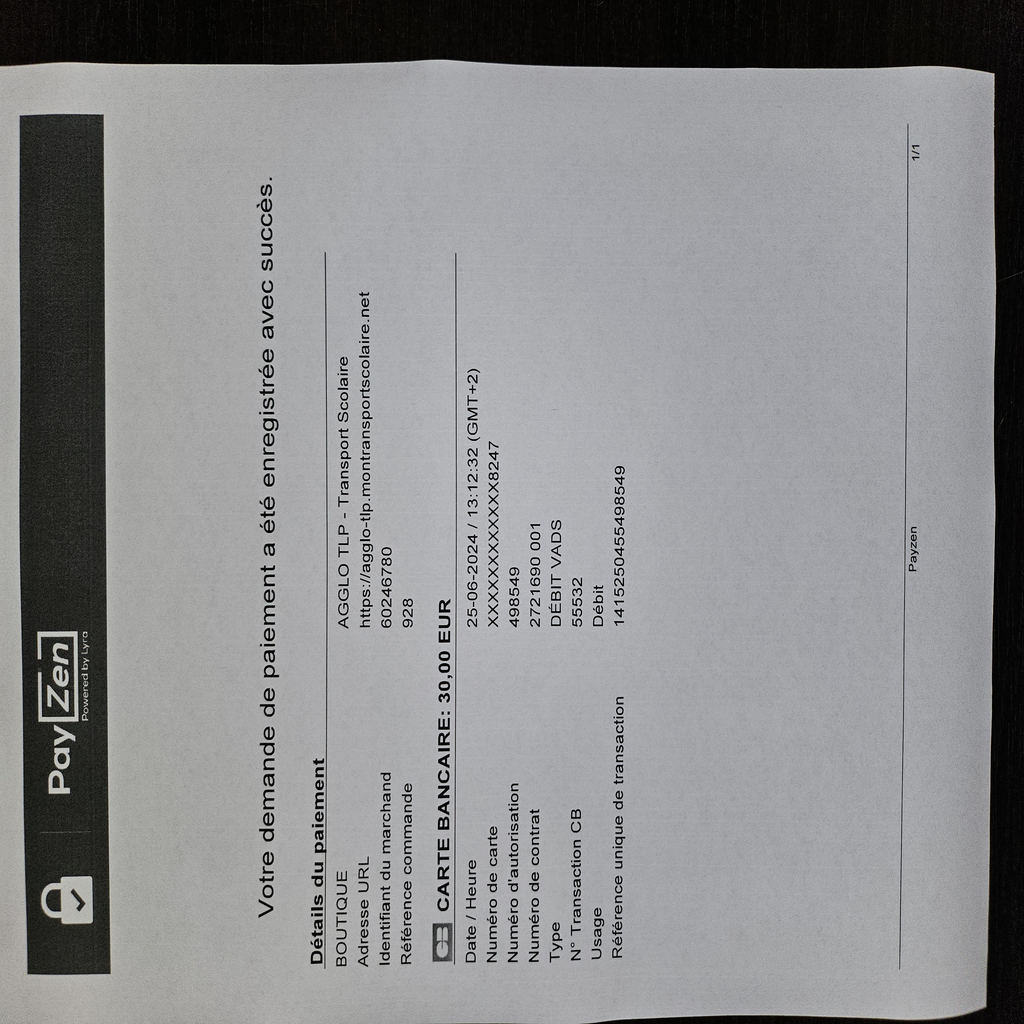 PayZen
Powered by Lyra
Votre demande de paiement a été enregistrée avec succès.
Détails du paiement
BOUTIQUE AGGLO TLP - Transport Scolaire
Adresse URL https://agglo-tlp.montransportscolaire.net
Identifiant du marchand 60246780
Référence commande 928
CB CARTE BANCAIRE: 30,00 EUR
Date / Heure 25-06-2024 / 13:12:32 (GMT+2)
Numéro de carte XXXXXXXXXXXX8247
Numéro d'autorisation 498549
Numéro de contrat 2721690 001
Type DÉBIT VADS
N° Transaction CB 55532
Usage Débit
Référence unique de transaction 1415250455498549
Payzen 1/1